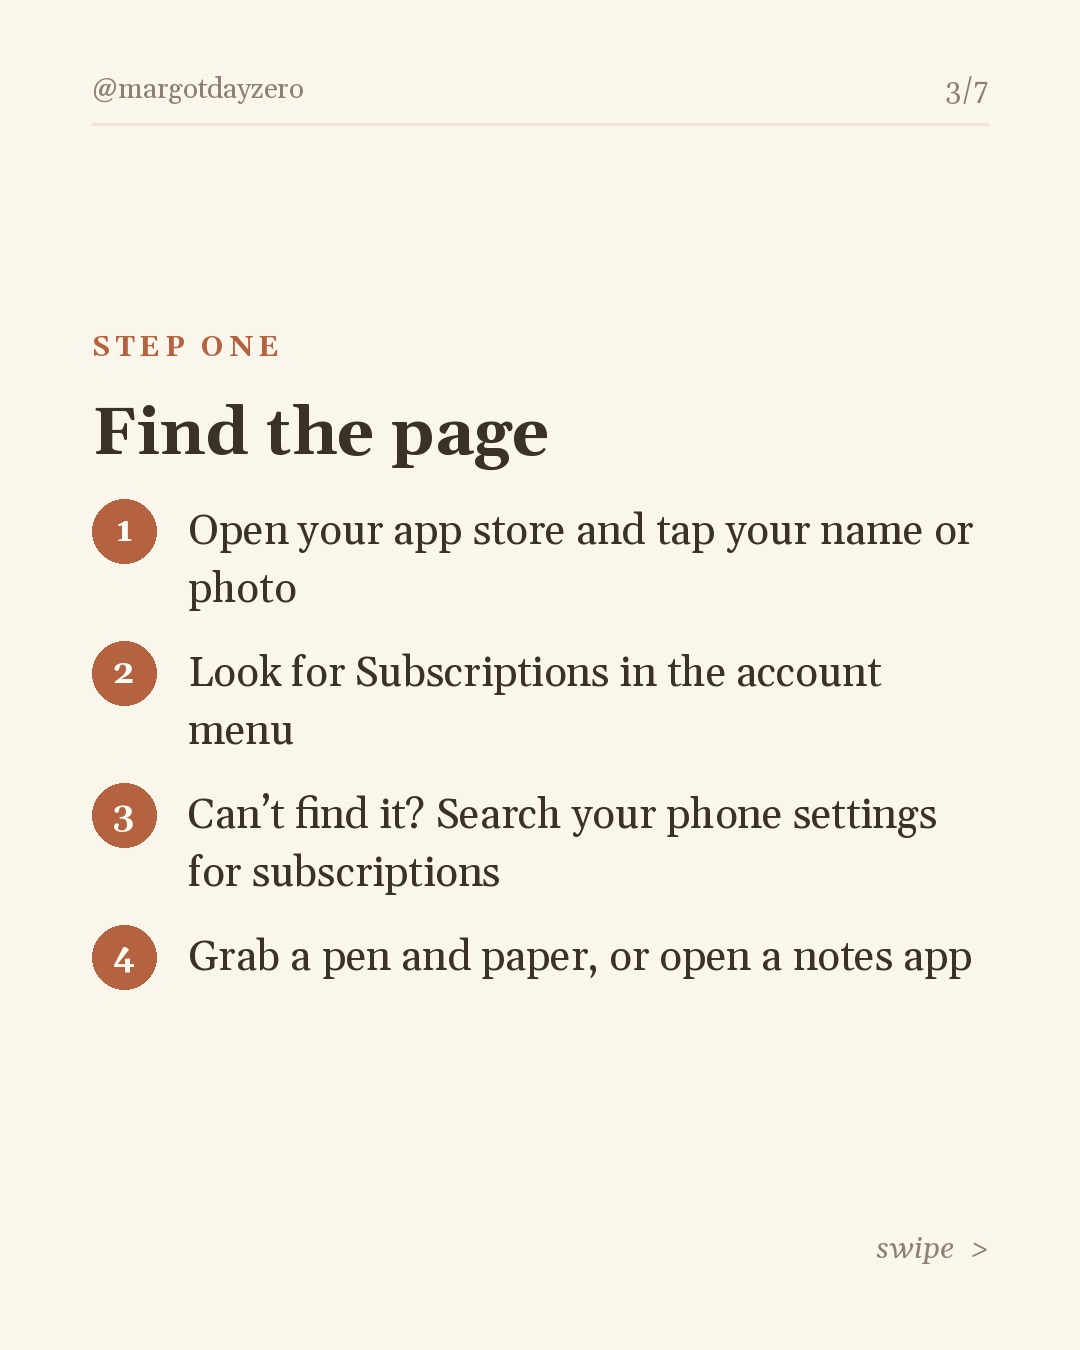 @margotdayzero
3/7
STEP ONE
Find the page
1 Open your app store and tap your name or
photo
2 Look for Subscriptions in the account
menu
3 Can’t find it? Search your phone settings
for subscriptions
4 Grab a pen and paper, or open a notes app
swipe >